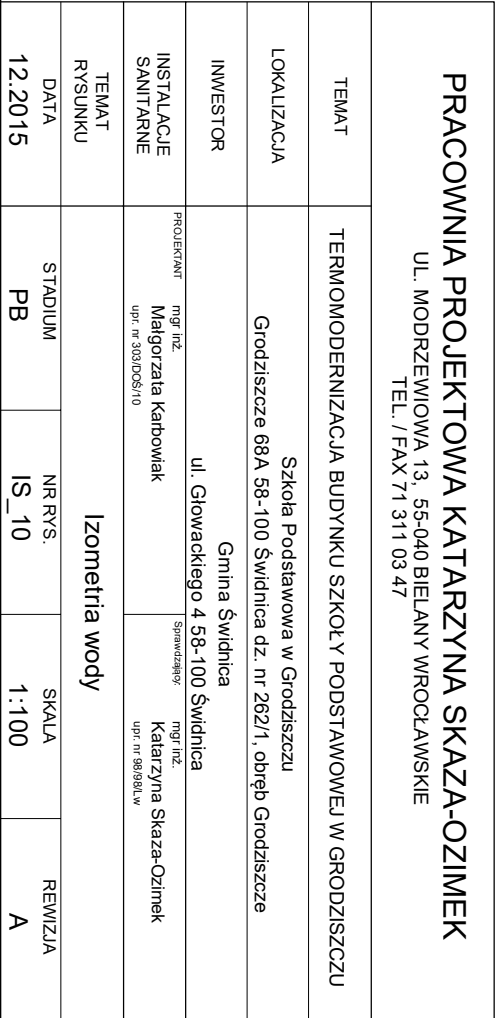 PRACOWNIA PROJEKTOWA KATARZYNA SKAZA-OZIMEK
UL. MODRZEWIOWA 13, 55-040 BIELANY WROCŁAWSKIE
TEL. / FAX 71 311 03 47
TEMAT
TERMOMODERNIZACJA BUDYNKU SZKOŁY PODSTAWOWEJ W GRODZISZCZU
LOKALIZACJA
Szkoła Podstawowa w Grodziszczu
Grodziszcze 68A 58-100 Świdnica dz. nr 262/1, obręb Grodziszcze
INWESTOR
Gmina Świdnica
ul. Głowackiego 4 58-100 Świdnica
INSTALACJE
SANITARNE
PROJEKTANT
mgr inż.
Małgorzata Karbowiak
upr. nr 303/DOŚ/10
Sprawdzający:
mgr inż.
Katarzyna Skaza-Ozimek
upr. nr 98/98/Lw
TEMAT
RYSUNKU
Izometria wody
DATA
12.2015
STADIUM
PB
NR RYS.
IS_10
SKALA
1:100
REWIZJA
A